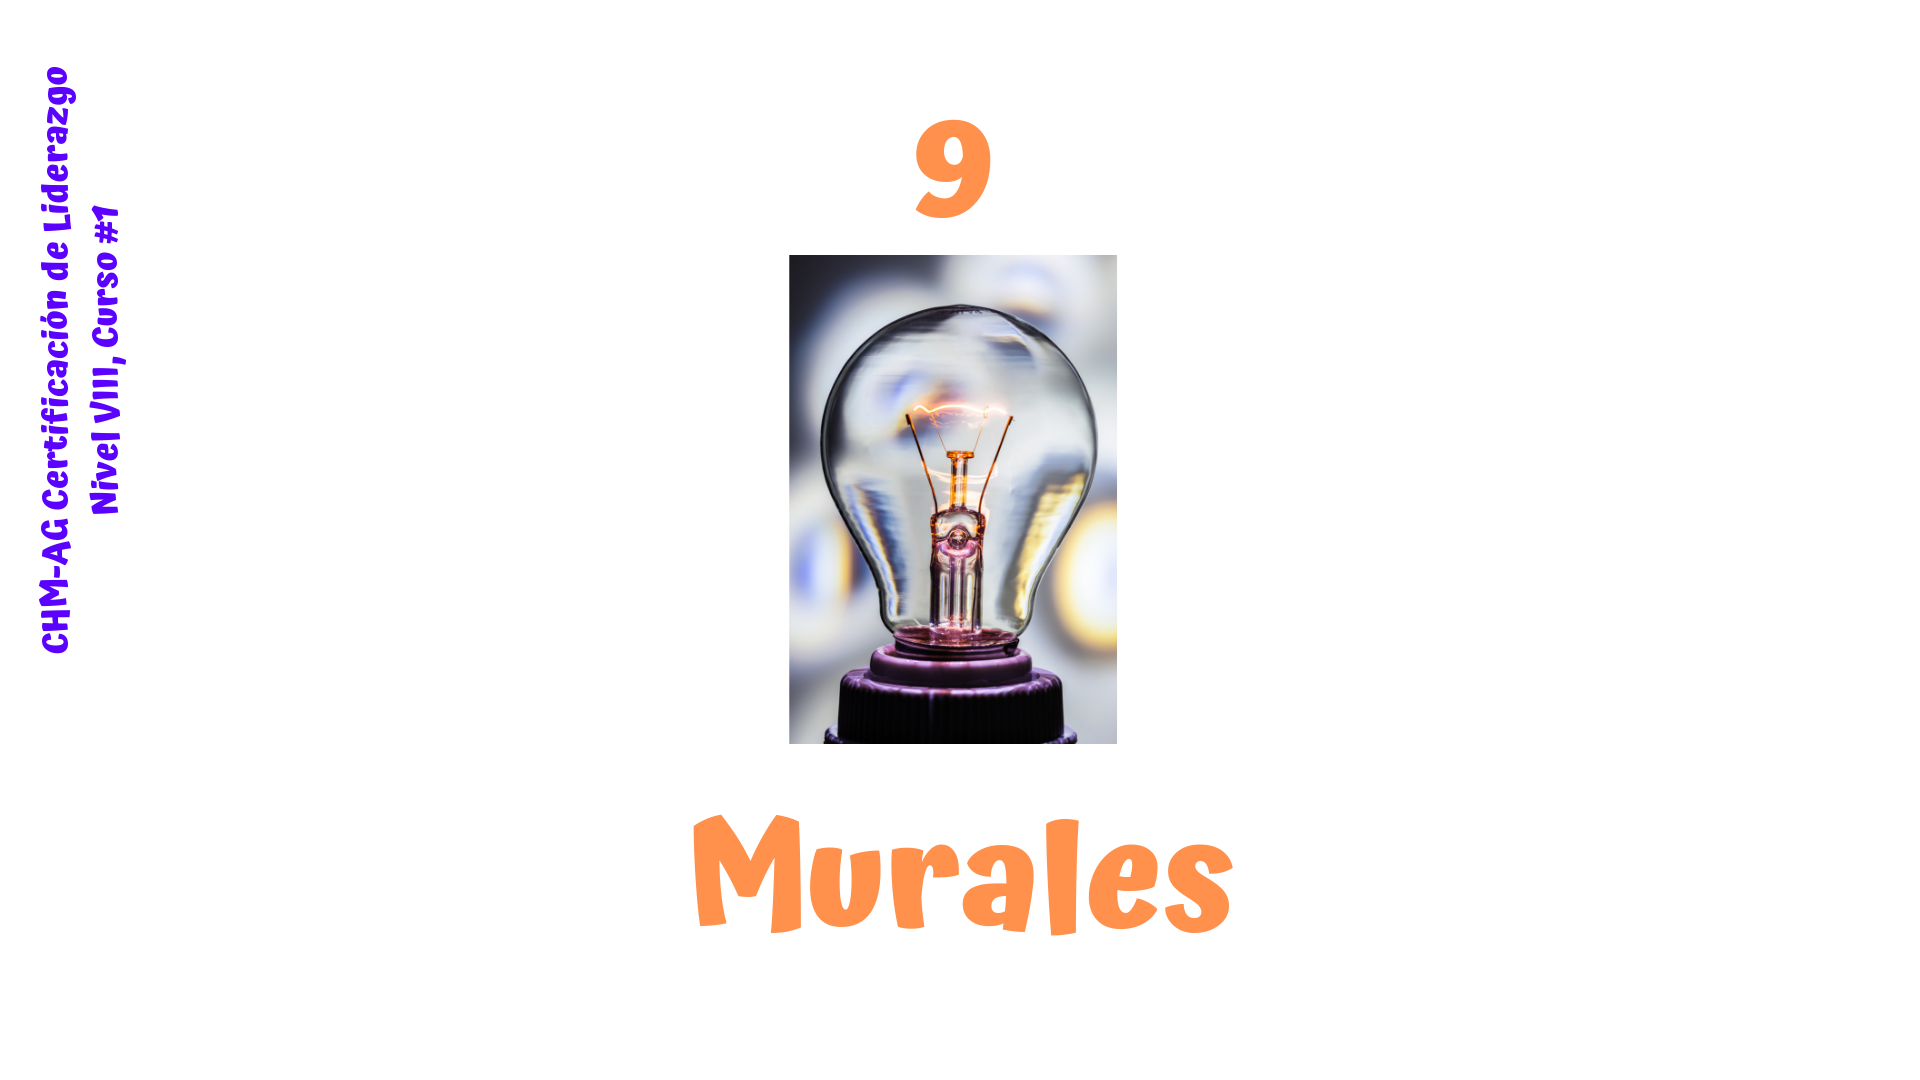 CHM-AG Certificación de Liderazgo
Nivel VIII, Curso #1
9
Murales